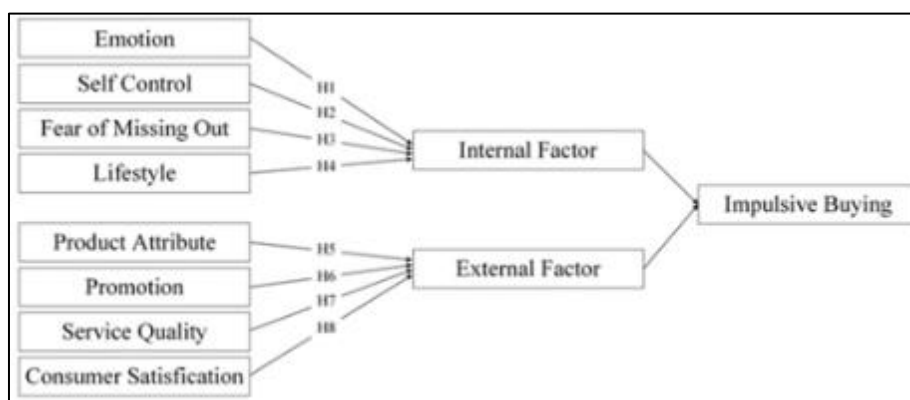 Emotion
Self Control
Fear of Missing Out
Lifestyle
H1
H2
H3
H4
Internal Factor
Impulsive Buying
Product Attribute
Promotion
Service Quality
Consumer Satisfication
H5
H6
H7
H8
External Factor